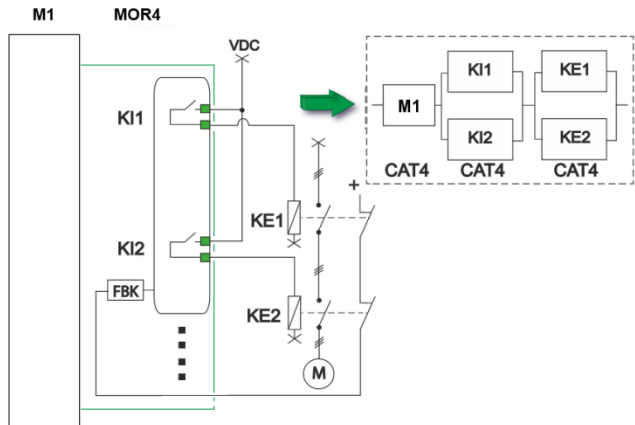 M1 MOR4
VDC
KI1
KI2
FBK
KE1
KE2
M
+
M1
KI1
KI2
KE1
KE2
CAT4 CAT4 CAT4